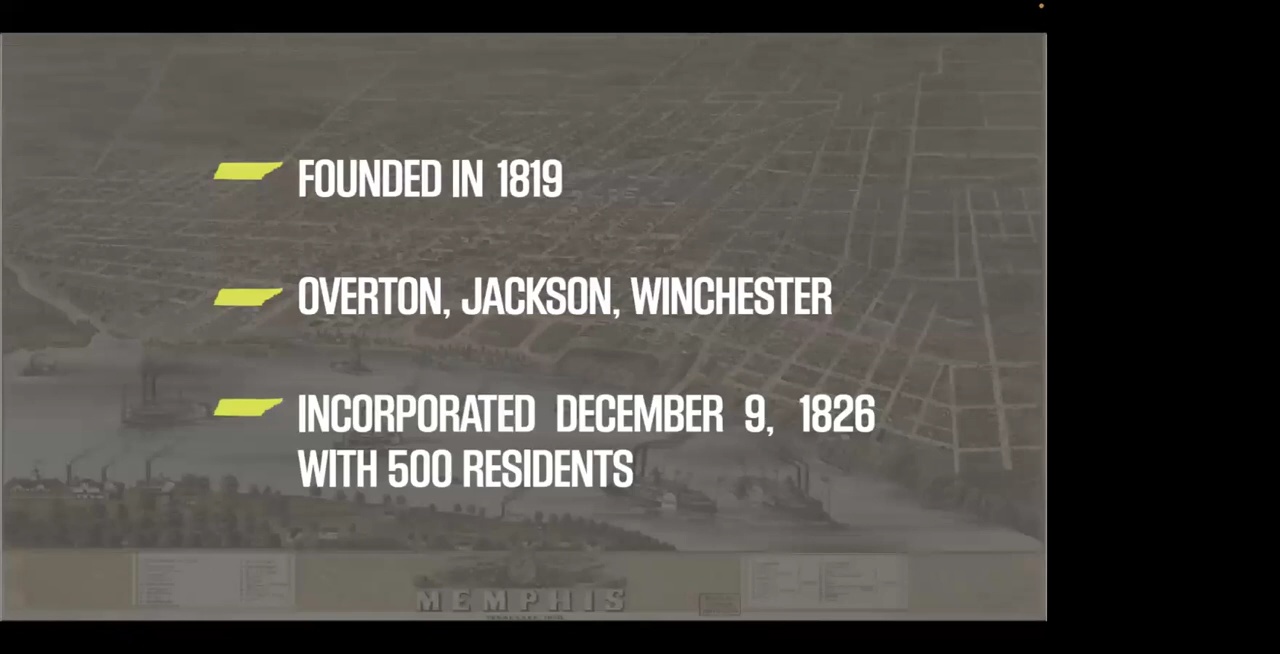 FOUNDED IN 1819
OVERTON, JACKSON, WINCHESTER
INCORPORATED DECEMBER 9, 1826
WITH 500 RESIDENTS
MEMPHIS